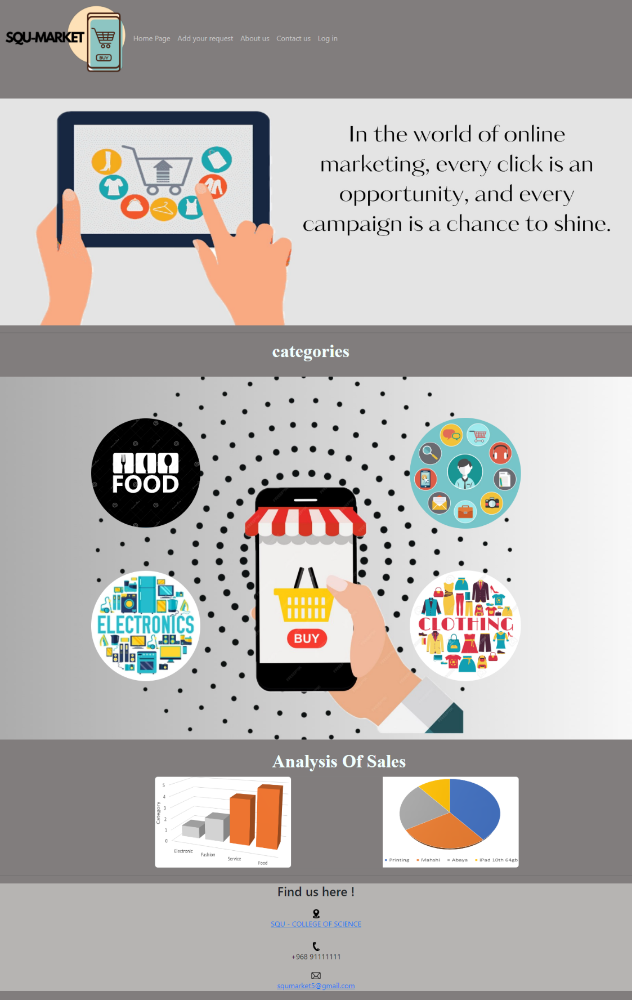 SQU-MARKET
BUY
Home Page Add your request About us Contact us Log in
In the world of online
marketing, every click is an
opportunity, and every
campaign is a chance to shine.
categories
FOOD
ELECTRONICS
BUY
CLOTHING
Analysis Of Sales
Category
5
4
3
2
1
0
Electronic
Fashion
Service
Food
Printing Mahshi Abaya iPad 10th 64gb
Find us here !
SQU - COLLEGE OF SCIENCE
+968 91111111
squmarket5@gmail.com